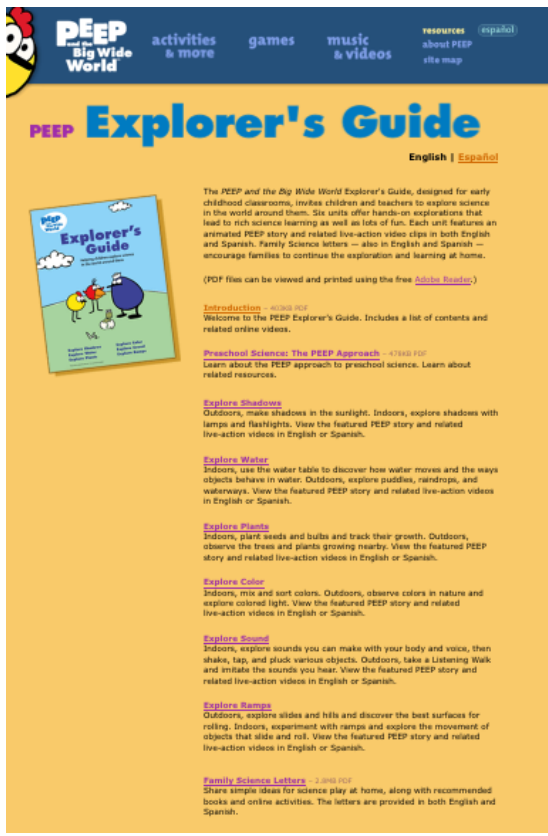 PEEP
and the
Big Wide
World
activities
& more
games
music
& videos
resources
español
about PEEP
site map
PEEP Explorer's Guide
English | Español
PEEP
and the
Big Wide
World
Explorer's
Guide
Explore Shadows
Explore Water
Explore Plants
Explore Color
Explore Sound
Explore Ramps
The PEEP and the Big Wide World Explorer's Guide, designed for early
childhood classrooms, invites children and teachers to explore science
in the world around them. Six units offer hands-on explorations that
lead to rich science learning as well as lots of fun. Each unit features an
animated PEEP story and related live-action video clips in both English
and Spanish. Family Science letters — also in English and Spanish —
encourage families to continue the exploration and learning at home.
(PDF files can be viewed and printed using the free Adobe Reader.)
Introduction – 403KB PDF
Welcome to the PEEP Explorer's Guide. Includes a list of contents and
related online videos.
Preschool Science: The PEEP Approach – 478KB PDF
Learn about the PEEP approach to preschool science. Learn about
related resources.
Explore Shadows
Outdoors, make shadows in the sunlight. Indoors, explore shadows with
lamps and flashlights. View the featured PEEP story and related
live-action videos in English or Spanish.
Explore Water
Indoors, use the water table to discover how water moves and the ways
objects behave in water. Outdoors, explore puddles, raindrops, and
waterways. View the featured PEEP story and related live-action videos
in English or Spanish.
Explore Plants
Indoors, plant seeds and bulbs and track their growth. Outdoors,
observe the trees and plants growing nearby. View the featured PEEP
story and related live-action videos in English or Spanish.
Explore Color
Indoors, mix and sort colors. Outdoors, observe colors in nature and
explore colored light. View the featured PEEP story and related
live-action videos in English or Spanish.
Explore Sound
Indoors, explore sounds you can make with your body and voice, then
shake, tap, and pluck various objects. Outdoors, take a Listening Walk
and imitate the sounds you hear. View the featured PEEP story and
related live-action videos in English or Spanish.
Explore Ramps
Outdoors, explore slides and hills and discover the best surfaces for
rolling. Indoors, experiment with ramps and explore the movement of
objects that slide and roll. View the featured PEEP story and related
live-action videos in English or Spanish.
Family Science Letters – 2.8MB PDF
Share simple ideas for science play at home, along with recommended
books and online activities. The letters are provided in both English and
Spanish.